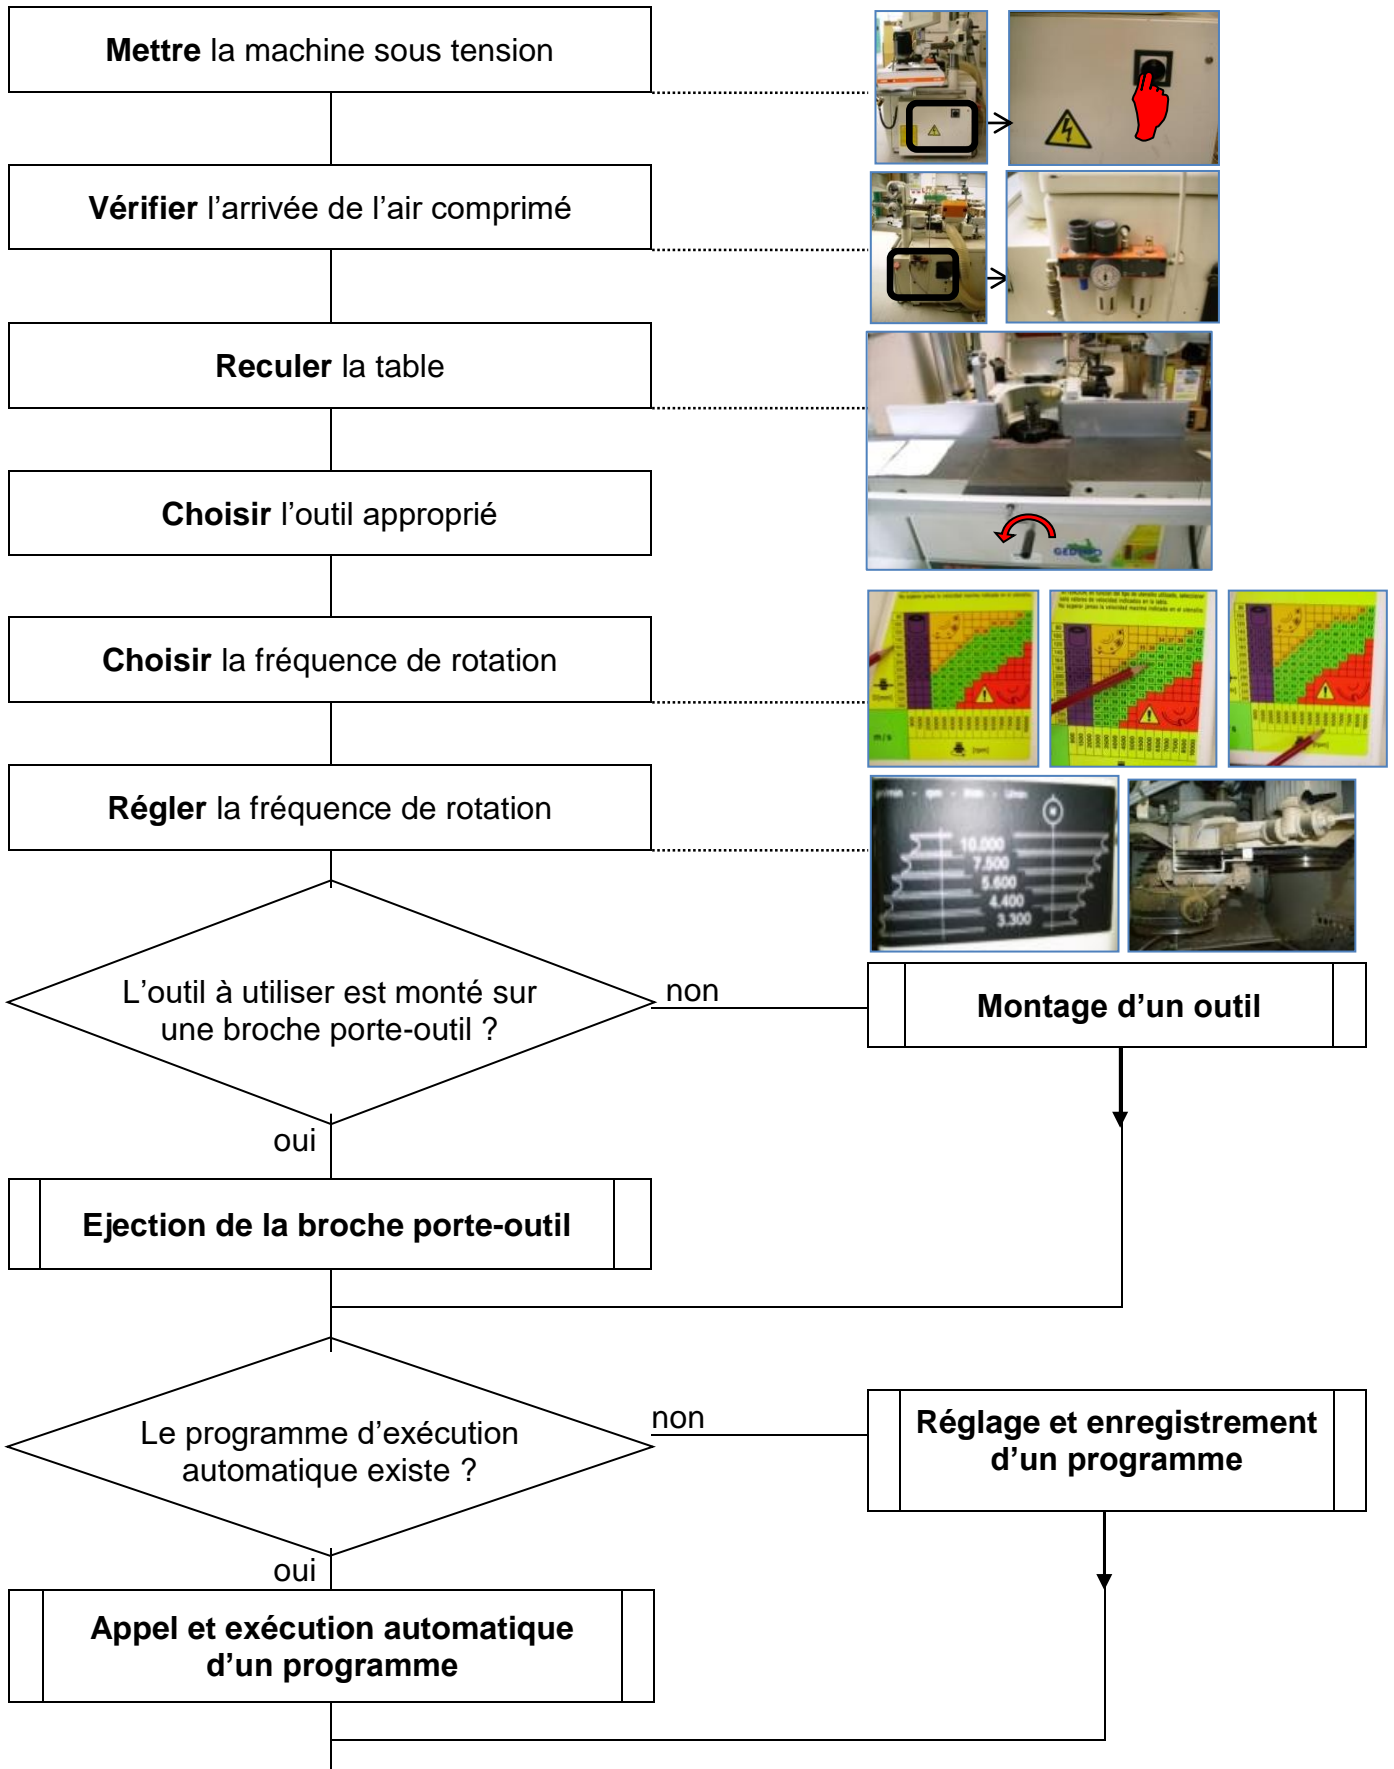 Mettre la machine sous tension
Vérifier l’arrivée de l’air comprimé
Reculer la table
Choisir l’outil approprié
Choisir la fréquence de rotation
m/s
[rpm]
Régler la fréquence de rotation
10.000
7.500
5.600
4.400
3.300
L’outil à utiliser est monté sur
une broche porte-outil ?
non
Montage d’un outil
oui
Ejection de la broche porte-outil
Le programme d’exécution
automatique existe ?
non
Réglage et enregistrement
d’un programme
oui
Appel et exécution automatique
d’un programme